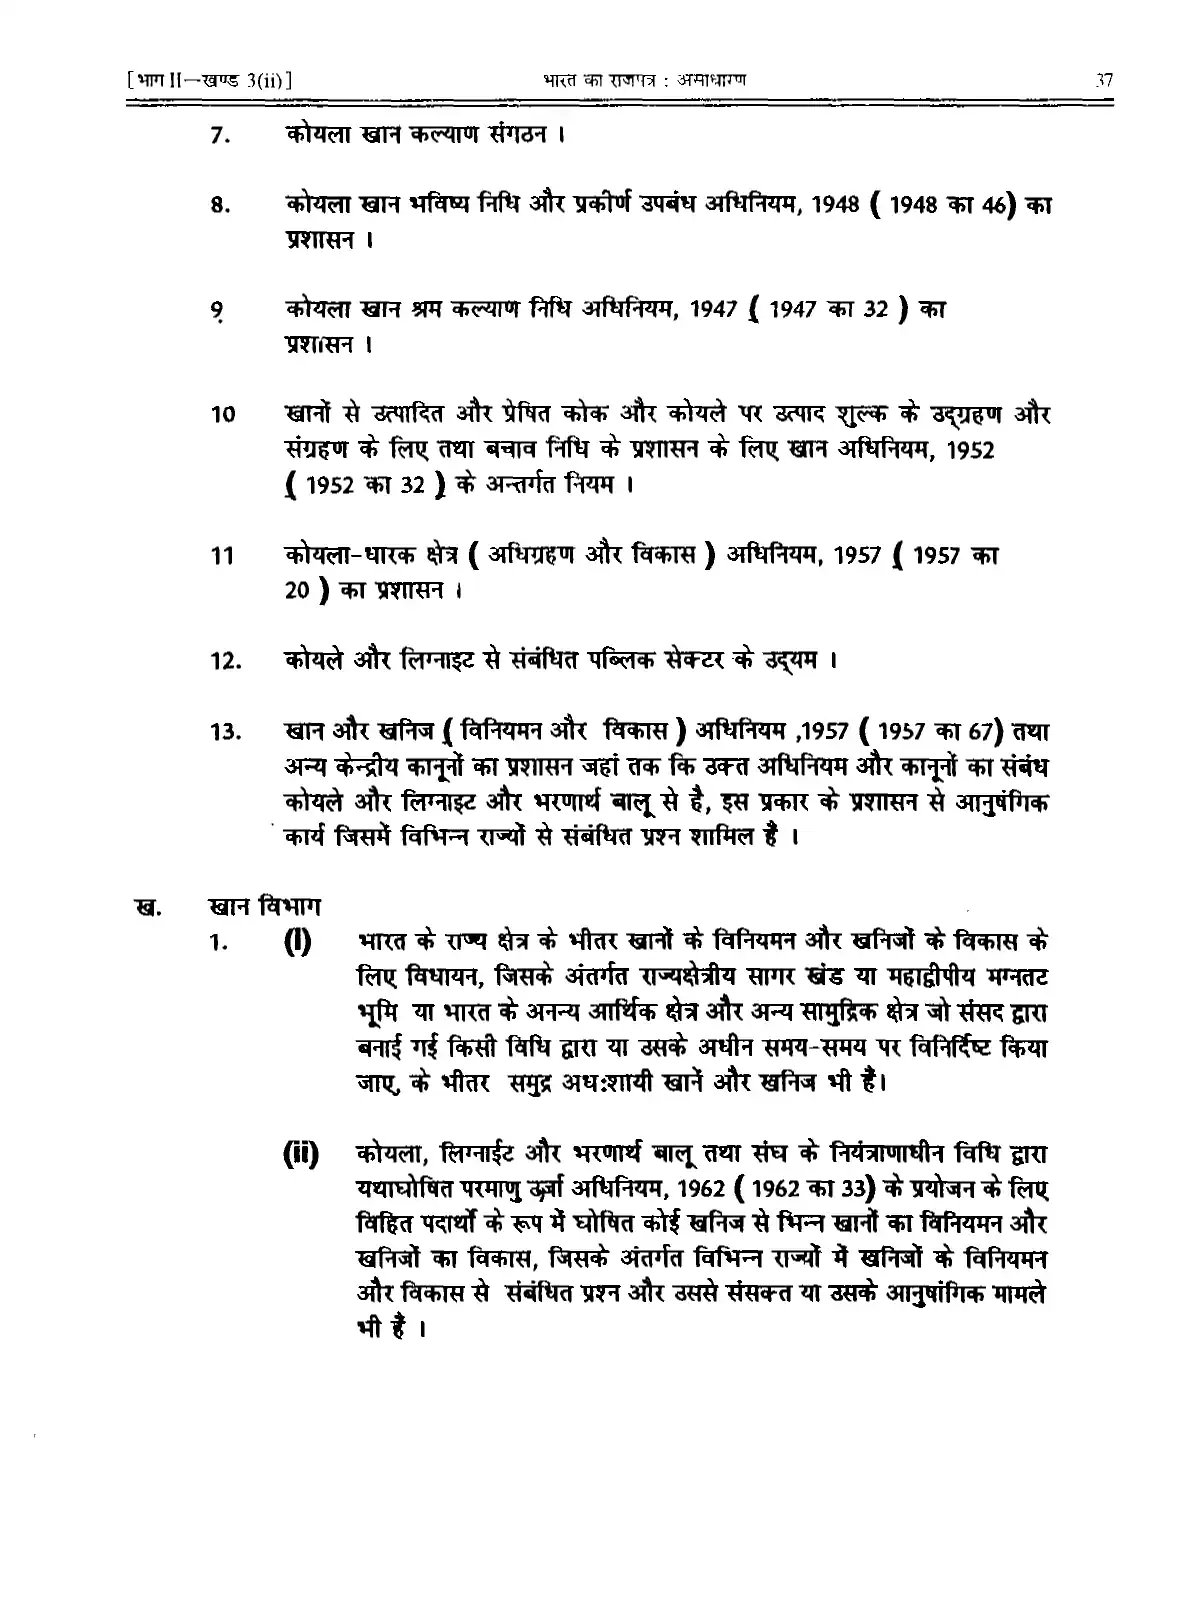 [ भाग II—खण्ड 3(ii) ] भारत का राजपत्र : असाधारण 37
7. कोयला खान कल्याण संगठन ।
8. कोयला खान भविष्य निधि और प्रकीर्ण उपबंध अधिनियम, 1948 ( 1948 का 46) का
प्रशासन ।
9. कोयला खान श्रम कल्याण निधि अधिनियम, 1947 ( 1947 का 32 ) का
प्रशासन ।
10 खानों से उत्पादित और प्रेषित कोक और कोयले पर उत्पाद शुल्क के उद्ग्रहण और
संग्रहण के लिए तथा बचाव निधि के प्रशासन के लिए खान अधिनियम, 1952
( 1952 का 32 ) के अन्तर्गत नियम ।
11 कोयला-धारक क्षेत्र ( अधिग्रहण और विकास ) अधिनियम, 1957 ( 1957 का
20 ) का प्रशासन ।
12. कोयले और लिग्नाइट से संबंधित पब्लिक सेक्टर के उद्यम ।
13. खान और खनिज ( विनियमन और विकास ) अधिनियम ,1957 ( 1957 का 67) तथा
अन्य केन्द्रीय कानूनों का प्रशासन जहां तक कि उक्त अधिनियम और कानूनों का संबंध
कोयले और लिग्नाइट और भरणार्थ बालू से है, इस प्रकार के प्रशासन से आनुषंगिक
कार्य जिसमें विभिन्न राज्यों से संबंधित प्रश्न शामिल हैं ।
ख. खान विभाग
1. (i) भारत के राज्य क्षेत्र के भीतर खानों के विनियमन और खनिजों के विकास के
लिए विधायन, जिसके अंतर्गत राज्यक्षेत्रीय सागर खंड या महाद्वीपीय मग्नतट
भूमि या भारत के अनन्य आर्थिक क्षेत्र और अन्य सामुद्रिक क्षेत्र जो संसद द्वारा
बनाई गई किसी विधि द्वारा या उसके अधीन समय-समय पर विनिर्दिष्ट किया
जाए, के भीतर समुद्र अध:शायी खानें और खनिज भी हैं।
(ii) कोयला, लिग्नाईट और भरणार्थ बालू तथा संघ के नियंत्राणाधीन विधि द्वारा
यथाघोषित परमाणु उर्जा अधिनियम, 1962 ( 1962 का 33) के प्रयोजन के लिए
विहित पदार्थों के रूप में घोषित कोई खनिज से भिन्न खानों का विनियमन और
खनिजों का विकास, जिसके अंतर्गत विभिन्न राज्यों में खनिजों के विनियमन
और विकास से संबंधित प्रश्न और उससे संसक्त या उसके आनुषांगिक मामले
भी हैं ।